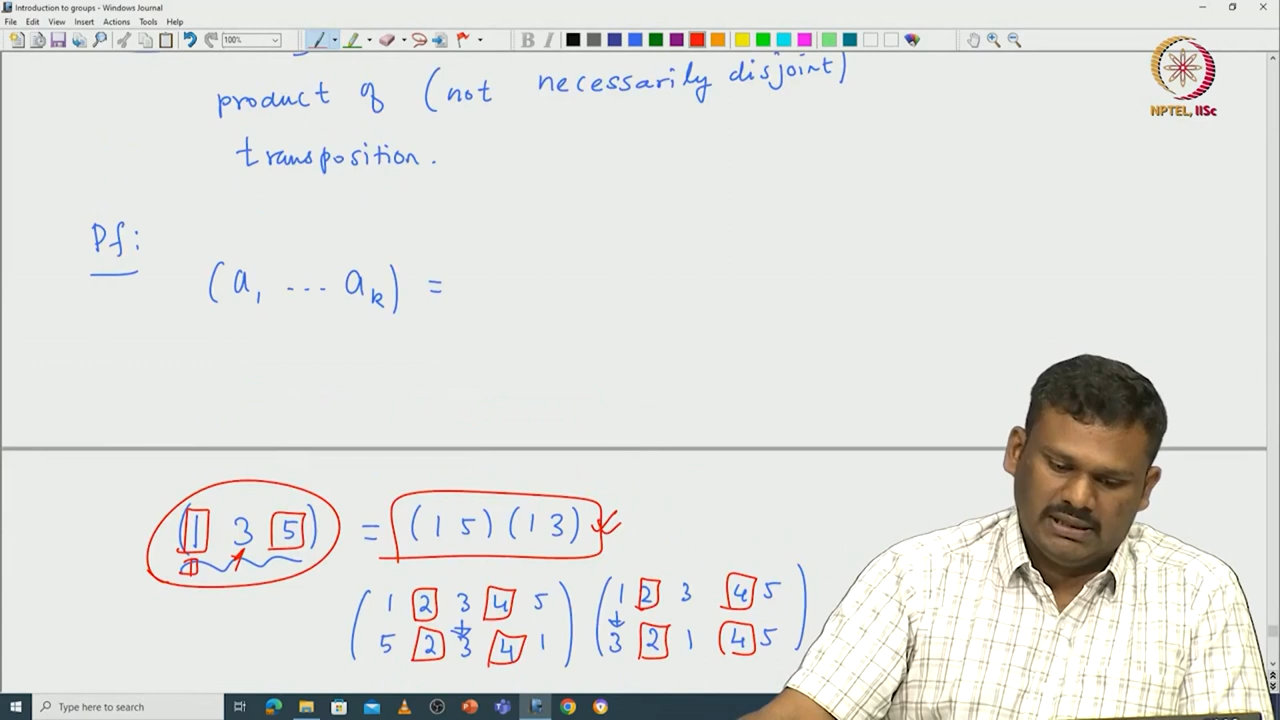 Introduction to groups - Windows Journal
File Edit View Insert Actions Tools Help
100%
B I
NPTEL, IISc
product of (not necessarily disjoint)
transposition.
Pf:
(a₁ ... aₖ) =
(1 3 5) = (1 5)(1 3)
(1 2 3 4 5) (1 2 3 4 5)
(5 2 3 4 1) (3 2 1 4 5)
Type here to search